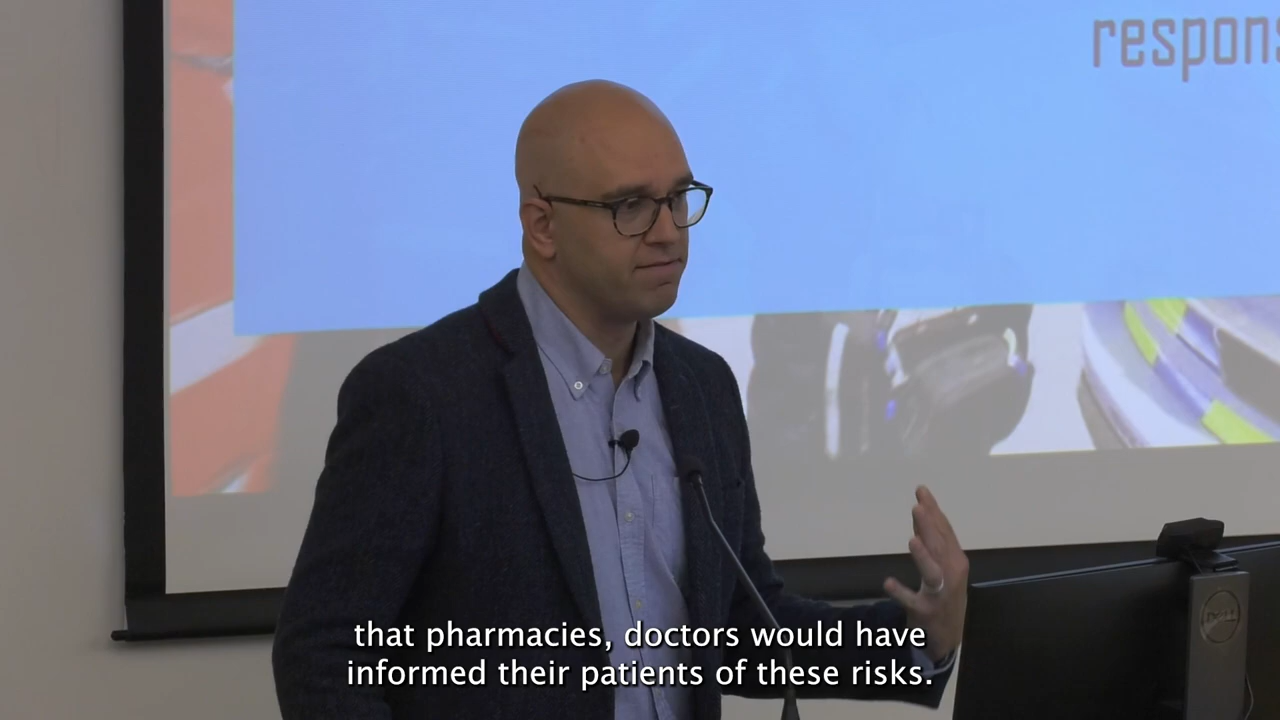 respons
DELL
that pharmacies, doctors would have
informed their patients of these risks.